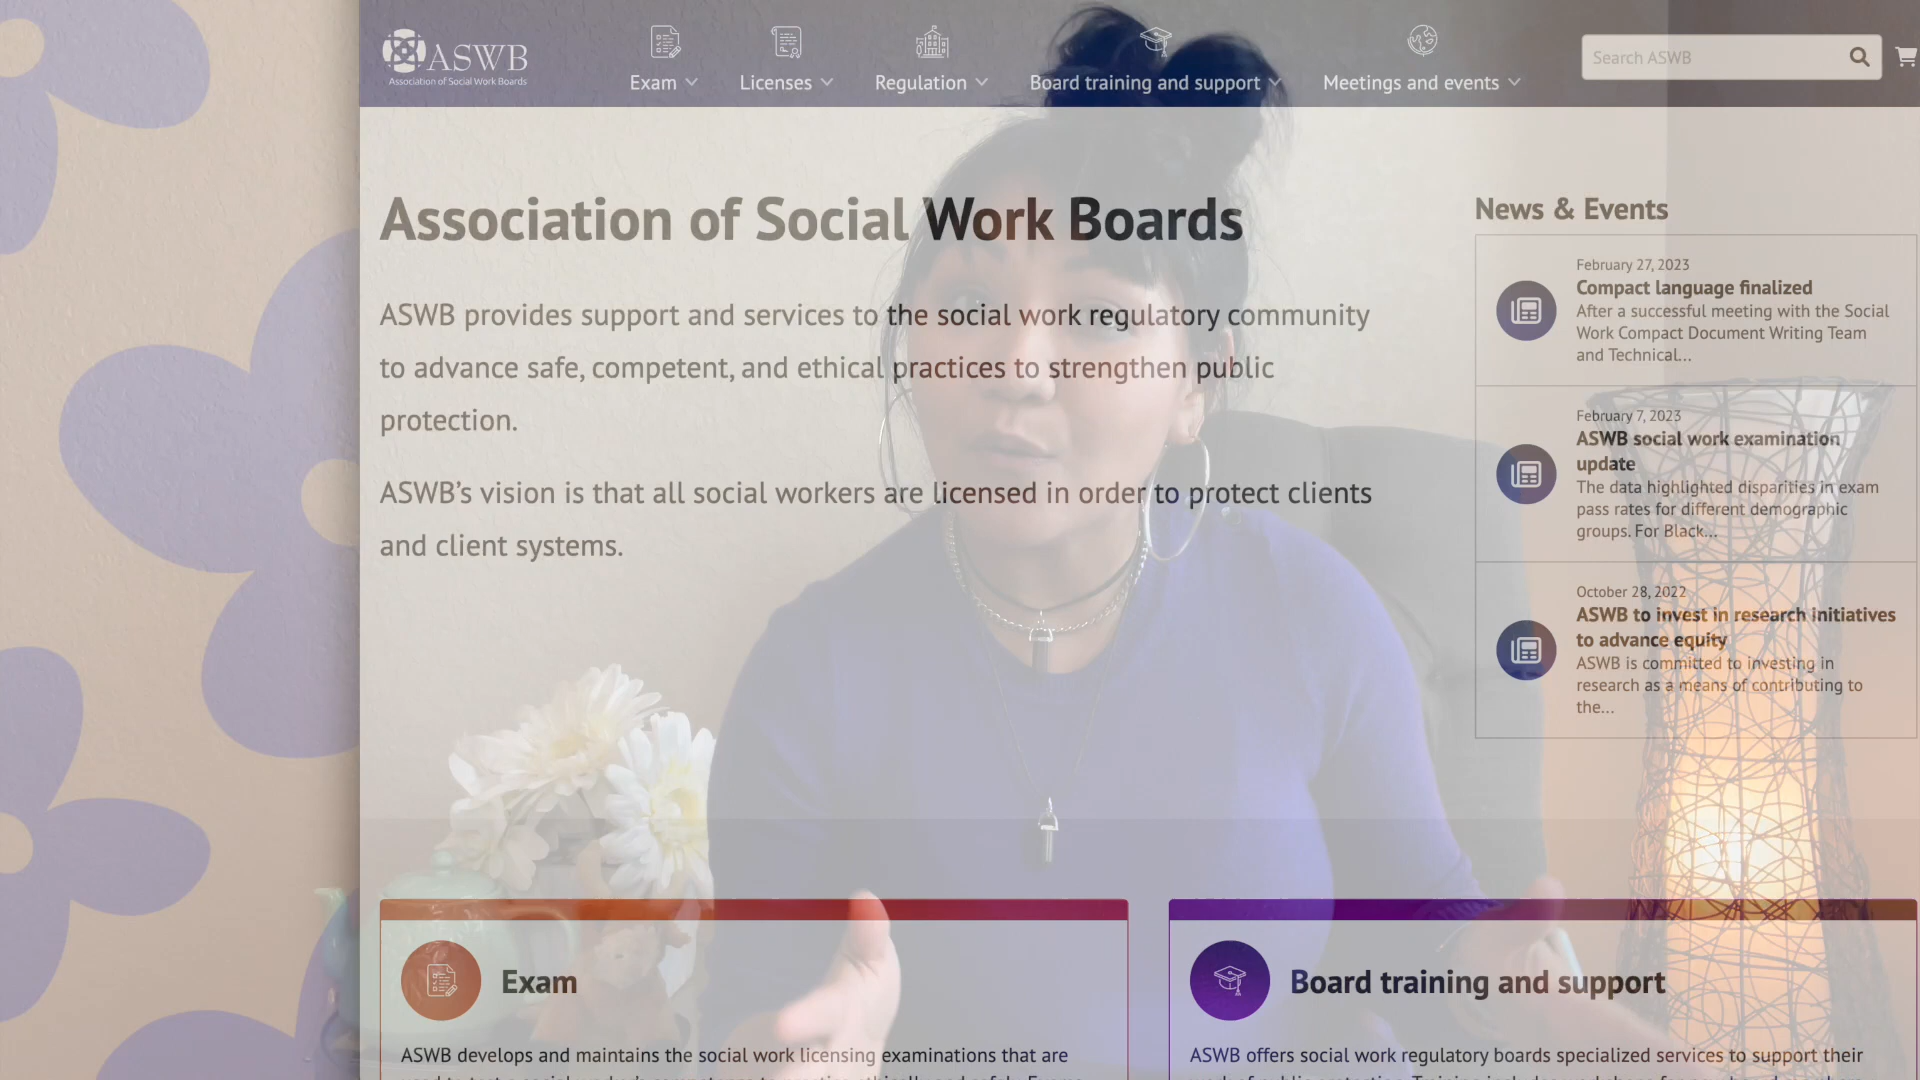 ASWB
Association of Social Work Boards
Exam
Licenses
Regulation
Board training and support
Meetings and events
Search ASWB
Association of Social Work Boards
ASWB provides support and services to the social work regulatory community
to advance safe, competent, and ethical practices to strengthen public
protection.
ASWB’s vision is that all social workers are licensed in order to protect clients
and client systems.
News & Events
February 27, 2023
Compact language finalized
After a successful meeting with the Social
Work Compact Document Writing Team
and Technical...
February 7, 2023
ASWB social work examination
update
The data highlighted disparities in exam
pass rates for different demographic
groups. For Black...
October 28, 2022
ASWB to invest in research initiatives
to advance equity
ASWB is committed to investing in
research as a means of contributing to
the...
Exam
ASWB develops and maintains the social work licensing examinations that are
Board training and support
ASWB offers social work regulatory boards specialized services to support their